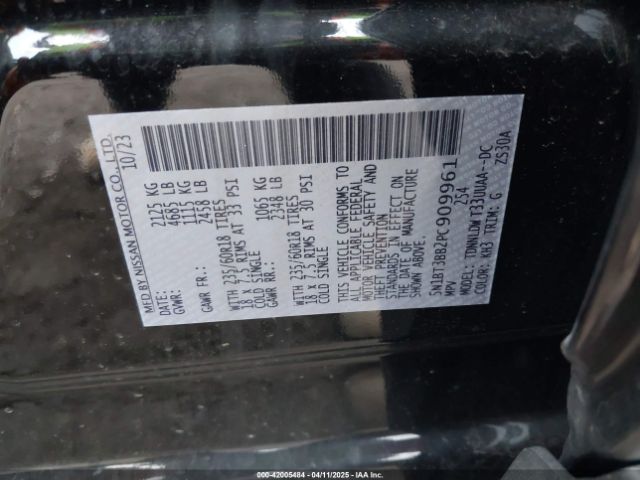 MFD BY NISSAN MOTOR CO., LTD.
DATE: 10/23
GVWR: 2125 KG
4685 LB
GAWR FR.: 1115 KG
2458 LB
WITH 235/60R18 TIRES
18 X 7.5 RIMS AT 33 PSI
COLD SINGLE
GAWR RR.: 1065 KG
2348 LB
WITH 235/60R18 TIRES
18 X 7.5 RIMS AT 30 PSI
COLD SINGLE
THIS VEHICLE CONFORMS TO
ALL APPLICABLE FEDERAL
MOTOR VEHICLE SAFETY AND
THEFT PREVENTION
STANDARDS IN EFFECT ON
THE DATE OF MANUFACTURE
SHOWN ABOVE.
5N1BT3BB2PC909961
MPV 2S4
MODEL: TDNNLDWT33IUUAA--DC
COLOR: KH3 TRIM: G ZS30A
000-42005484 - 04/11/2025 - IAA Inc.